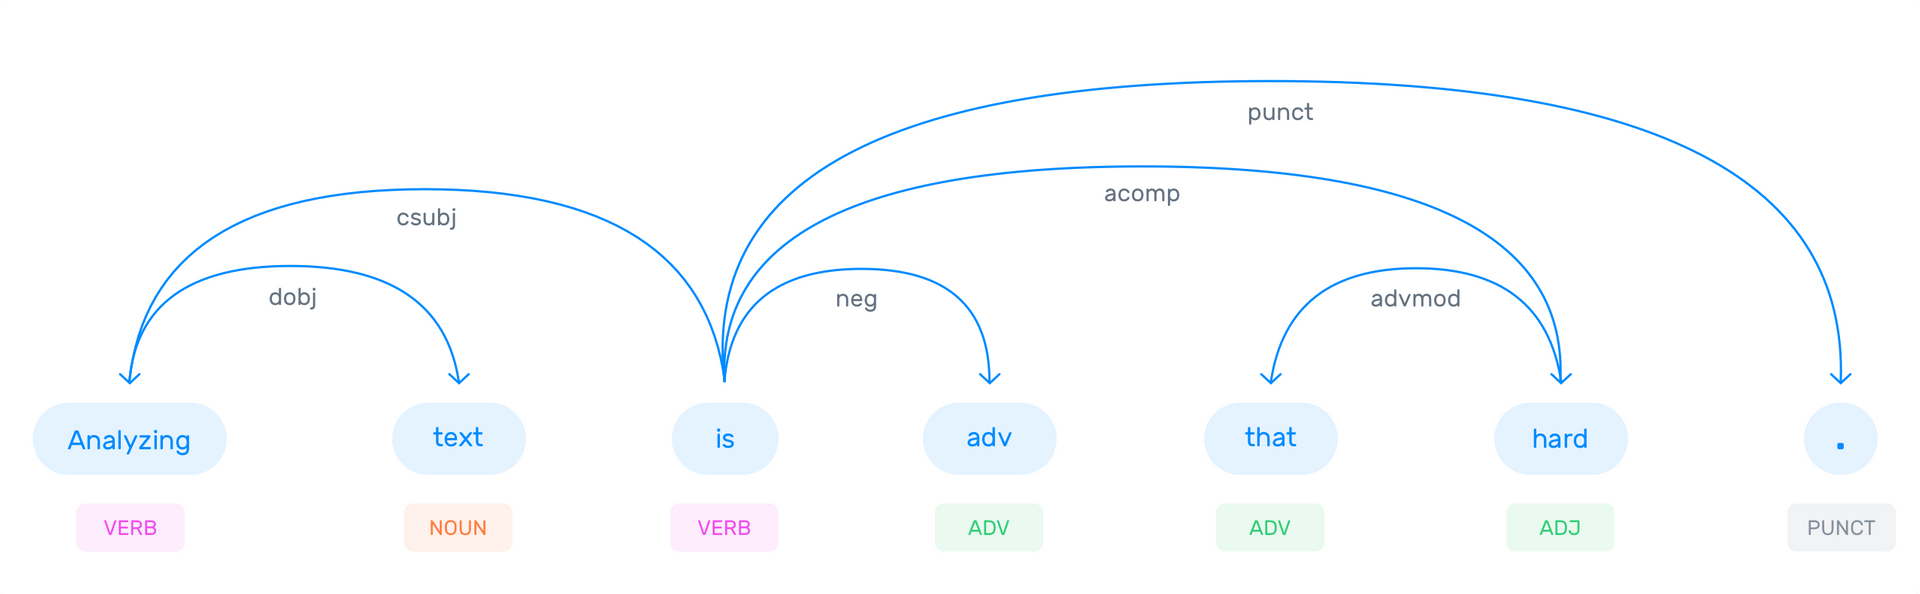 punct
acomp
csubj
dobj
neg
advmod
Analyzing text is adv that hard .
VERB NOUN VERB ADV ADV ADJ PUNCT